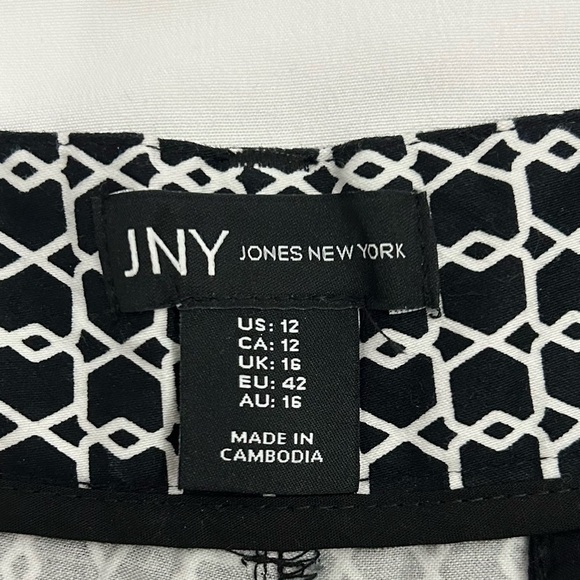 JNY JONES NEW YORK
US: 12
CA: 12
UK: 16
EU: 42
AU: 16
MADE IN
CAMBODIA